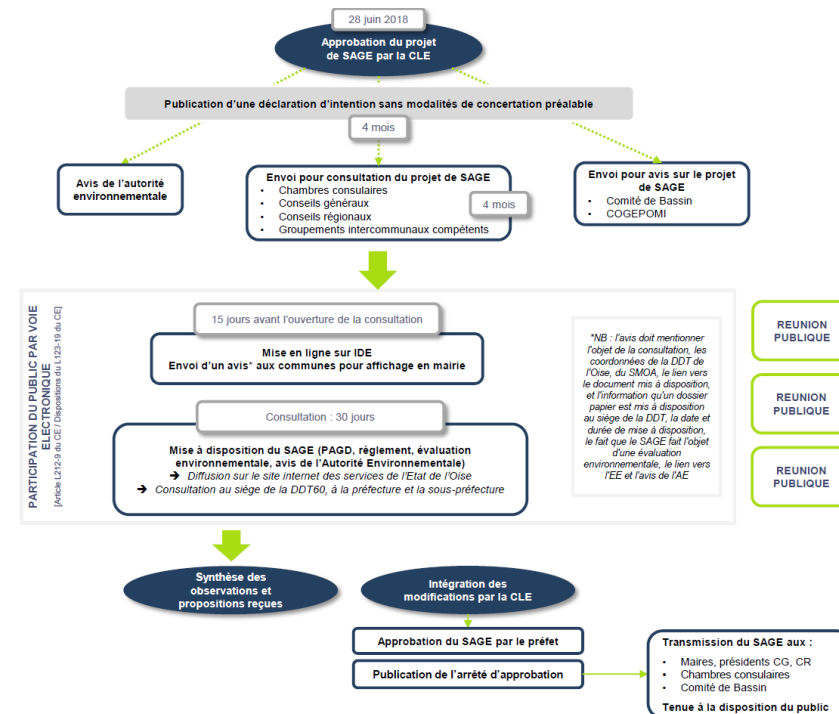 28 juin 2018
Approbation du projet
de SAGE par la CLE
Publication d'une déclaration d'intention sans modalités de concertation préalable
4 mois
Avis de l'autorité
environnementale
Envoi pour consultation du projet de SAGE
• Chambres consulaires
• Conseils généraux
• Conseils régionaux
• Groupements intercommunaux compétents
4 mois
Envoi pour avis sur le projet
de SAGE
• Comité de Bassin
• COGEPOMI
PARTICIPATION DU PUBLIC PAR VOIE
ELECTRONIQUE
[Article L212-9 du CE / Dispositions du L123-19 du CE]
15 jours avant l'ouverture de la consultation
Mise en ligne sur IDE
Envoi d'un avis* aux communes pour affichage en mairie
Consultation : 30 jours
Mise à disposition du SAGE (PAGD, règlement, évaluation
environnementale, avis de l'Autorité Environnementale)
➔ Diffusion sur le site internet des services de l'Etat de l'Oise
➔ Consultation au siège de la DDT60, à la préfecture et la sous-préfecture
*NB : l'avis doit mentionner
l'objet de la consultation, les
coordonnées de la DDT de
l'Oise, du SMOA, le lien vers
le document mis à disposition,
et l'information qu'un dossier
papier est mis à disposition
au siège de la DDT, la date et
durée de mise à disposition,
le fait que le SAGE fait l'objet
d'une évaluation
environnementale, le lien vers
l'EE et l'avis de l'AE
REUNION
PUBLIQUE
REUNION
PUBLIQUE
REUNION
PUBLIQUE
Synthèse des
observations et
propositions reçues
Intégration des
modifications par la CLE
Approbation du SAGE par le préfet
Publication de l'arrêté d'approbation
Transmission du SAGE aux :
• Maires, présidents CG, CR
• Chambres consulaires
• Comité de Bassin
Tenue à la disposition du public